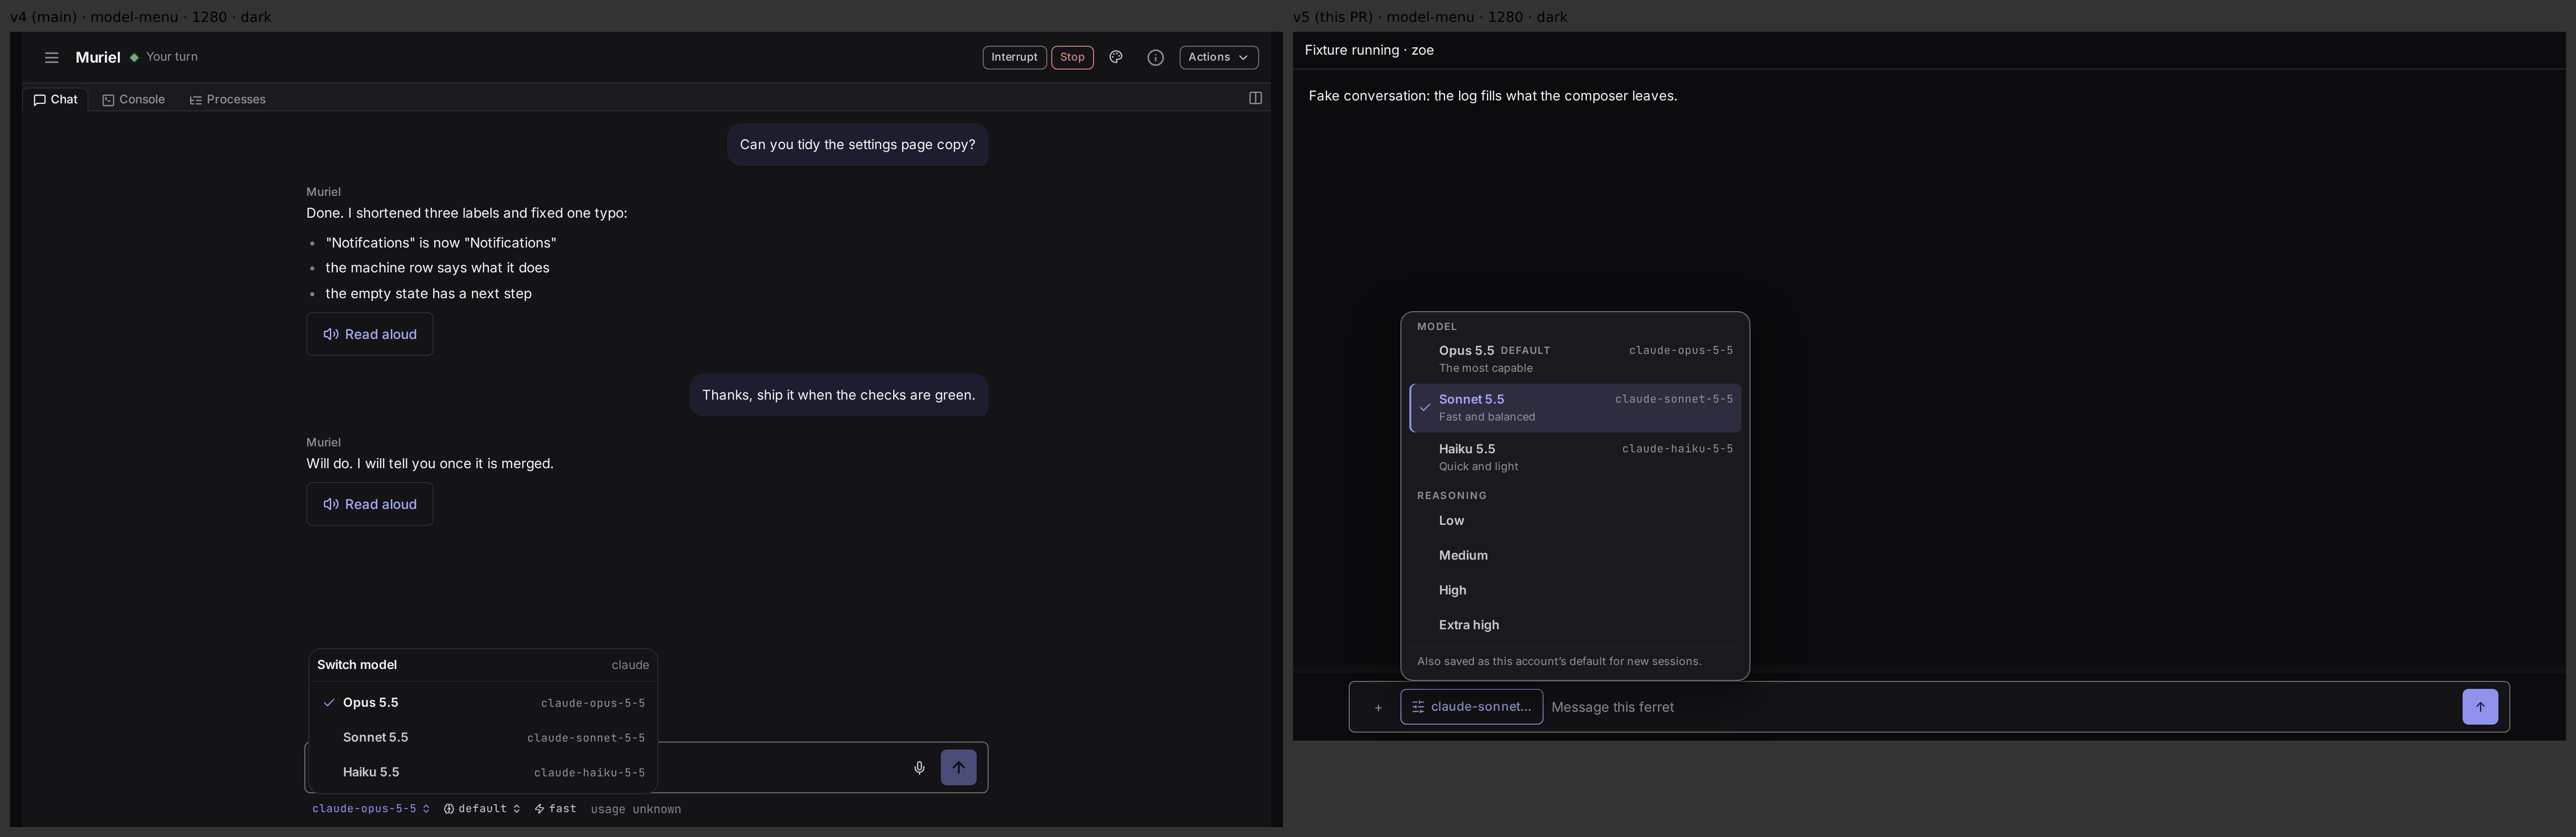 v4 (main) · model-menu · 1280 · dark
Muriel Your turn
Interrupt Stop Actions
Chat Console Processes
Can you tidy the settings page copy?
Muriel
Done. I shortened three labels and fixed one typo:
• "Notifcations" is now "Notifications"
• the machine row says what it does
• the empty state has a next step
Read aloud
Thanks, ship it when the checks are green.
Muriel
Will do. I will tell you once it is merged.
Read aloud
Switch model claude
Opus 5.5 claude-opus-5-5
Sonnet 5.5 claude-sonnet-5-5
Haiku 5.5 claude-haiku-5-5
claude-opus-5-5 default fast usage unknown
v5 (this PR) · model-menu · 1280 · dark
Fixture running · zoe
Fake conversation: the log fills what the composer leaves.
MODEL
Opus 5.5 DEFAULT claude-opus-5-5
The most capable
Sonnet 5.5 claude-sonnet-5-5
Fast and balanced
Haiku 5.5 claude-haiku-5-5
Quick and light
REASONING
Low
Medium
High
Extra high
Also saved as this account’s default for new sessions.
+ claude-sonnet... Message this ferret